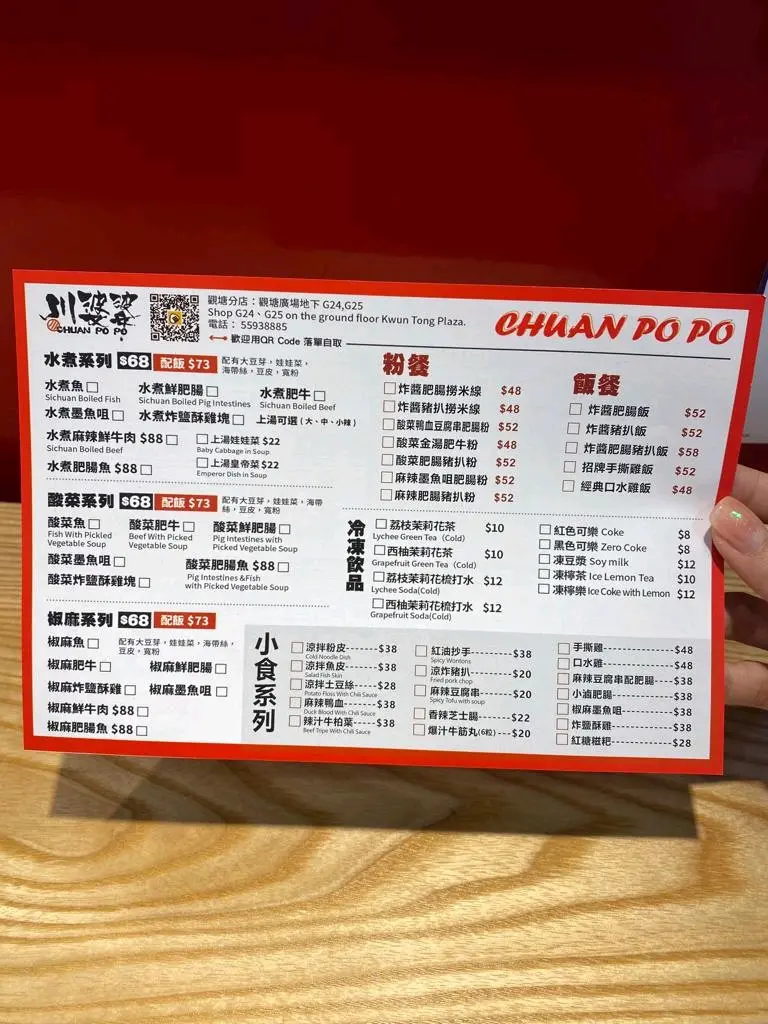 川婆婆
CHUAN PO PO
觀塘分店：觀塘廣場地下 G24,G25
Shop G24、G25 on the ground floor Kwun Tong Plaza.
電話： 55938885
歡迎用QR Code 落單自取
CHUAN PO PO
水煮系列 $68 配飯 $73 配有大豆芽，娃娃菜，
海帶絲，豆皮，寬粉
水煮魚 水煮鮮肥腸 水煮肥牛
Sichuan Boiled Fish Sichuan Boiled Pig Intestines Sichuan Boiled Beef
水煮墨魚咀 水煮炸鹽酥雞塊 上湯可選 (大、中、小辣)
水煮麻辣鮮牛肉 $88 上湯娃娃菜 $22
Sichuan Boiled Beef Baby Cabbage in Soup
水煮肥腸魚 $88 上湯皇帝菜 $22
Emperor Dish in Soup
酸菜系列 $68 配飯 $73 配有大豆芽，娃娃菜，海帶
絲，豆皮，寬粉
酸菜魚 酸菜肥牛 酸菜鮮肥腸
Fish With Pickled Vegetable Soup Beef With Picked Vegetable Soup Pig Intestines with Picked Vegetable Soup
酸菜墨魚咀 酸菜肥腸魚 $88
Pig Intestines &Fish with Picked Vegetable Soup
酸菜炸鹽酥雞塊
椒麻系列 $68 配飯 $73
椒麻魚 配有大豆芽，娃娃菜，海帶絲，
豆皮，寬粉
椒麻肥牛 椒麻鮮肥腸
椒麻炸鹽酥雞 椒麻墨魚咀
椒麻鮮牛肉 $88
椒麻肥腸魚 $88
粉餐
炸醬肥腸撈米線 $48
炸醬豬扒撈米線 $48
酸菜鴨血豆腐串肥腸粉 $52
酸菜金湯肥牛粉 $48
酸菜肥腸豬扒粉 $52
麻辣墨魚咀肥腸粉 $52
麻辣肥腸豬扒粉 $52
飯餐
炸醬肥腸飯 $52
炸醬豬扒飯 $52
炸醬肥腸豬扒飯 $58
招牌手撕雞飯 $52
經典口水雞飯 $48
冷凍飲品
荔枝茉莉花茶 $10
Lychee Green Tea（Cold）
西柚茉莉花茶 $10
Grapefruit Green Tea（Cold）
荔枝茉莉花梳打水 $12
Lychee Soda(Cold)
西柚茉莉花梳打水 $12
Grapefruit Soda(Cold)
紅色可樂 Coke $8
黑色可樂 Zero Coke $8
凍豆漿 Soy milk $12
凍檸茶 Ice Lemon Tea $10
凍檸樂 Ice Coke with Lemon $12
小食系列
涼拌粉皮-------$38
Cold Noodle Dish
涼拌魚皮------$38
Salad Fish Skin
涼拌土豆絲----$28
Potato Floss With Chili Sauce
麻辣鴨血------$38
Duck Blood With Chili Sauce
辣汁牛柏葉---$38
Beef Tripe With Chili Sauce
紅油抄手--------$38
Spicy Wontons
涼炸豬扒--------$20
Fried pork chop
麻辣豆腐串-----$20
Spicy Tofu with soup
香辣芝士腸------$22
爆汁牛筋丸(6粒)---$20
手撕雞-------------$48
口水雞-------------$48
麻辣豆腐串配肥腸---$38
小油肥腸-----------$38
椒麻墨魚咀---------$38
炸鹽酥雞-----------$38
紅糖糍粑-----------$28